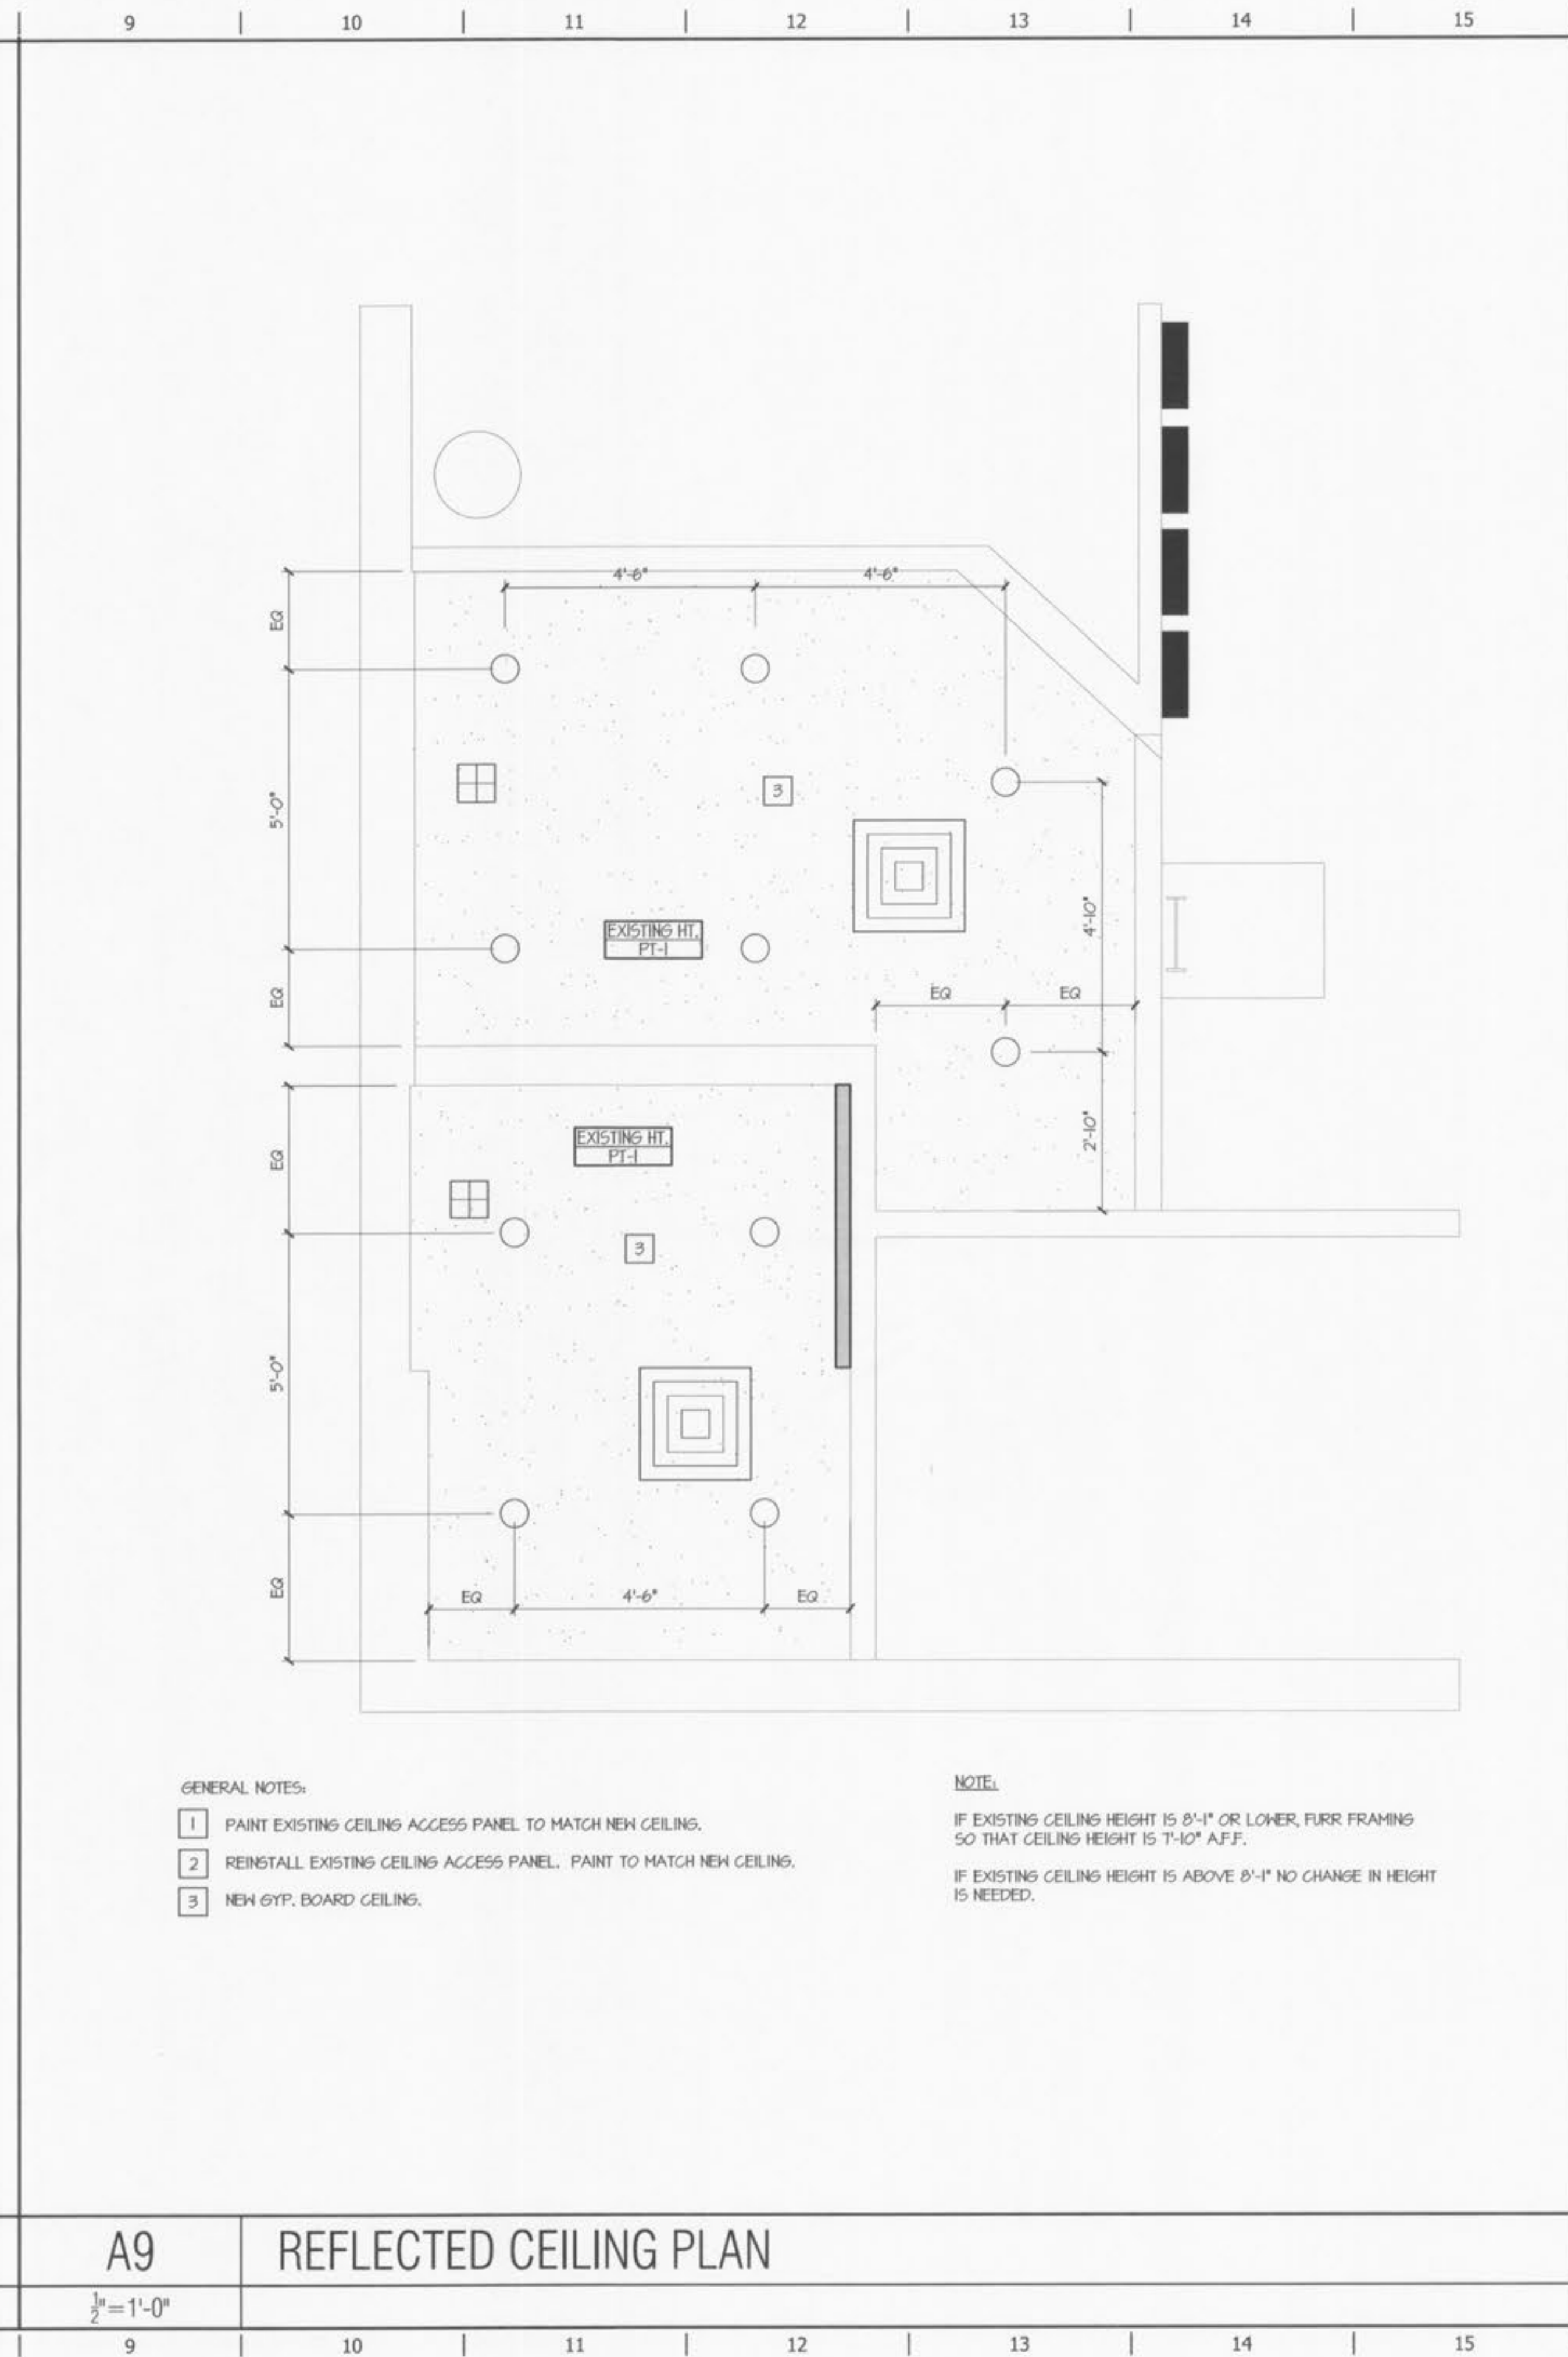 9 10 11 12 13 14 15
4'-6" 4'-6"
EQ
5'-0"
3
EXISTING HT.
PT-1
4'-10"
EQ
EQ EQ
2'-10"
EXISTING HT.
PT-1
EQ
3
5'-0"
EQ
EQ 4'-6" EQ
GENERAL NOTES:
1 PAINT EXISTING CEILING ACCESS PANEL TO MATCH NEW CEILING.
2 REINSTALL EXISTING CEILING ACCESS PANEL. PAINT TO MATCH NEW CEILING.
3 NEW GYP. BOARD CEILING.
NOTE:
IF EXISTING CEILING HEIGHT IS 8'-1" OR LOWER, FURR FRAMING
SO THAT CEILING HEIGHT IS 7'-10" A.F.F.
IF EXISTING CEILING HEIGHT IS ABOVE 8'-1" NO CHANGE IN HEIGHT
IS NEEDED.
A9 REFLECTED CEILING PLAN
1/2"=1'-0"
9 10 11 12 13 14 15